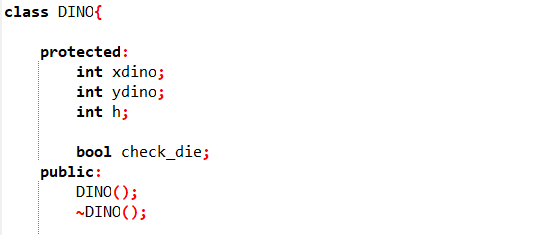 class DINO{
protected:
int xdino;
int ydino;
int h;
bool check_die;
public:
DINO();
~DINO();